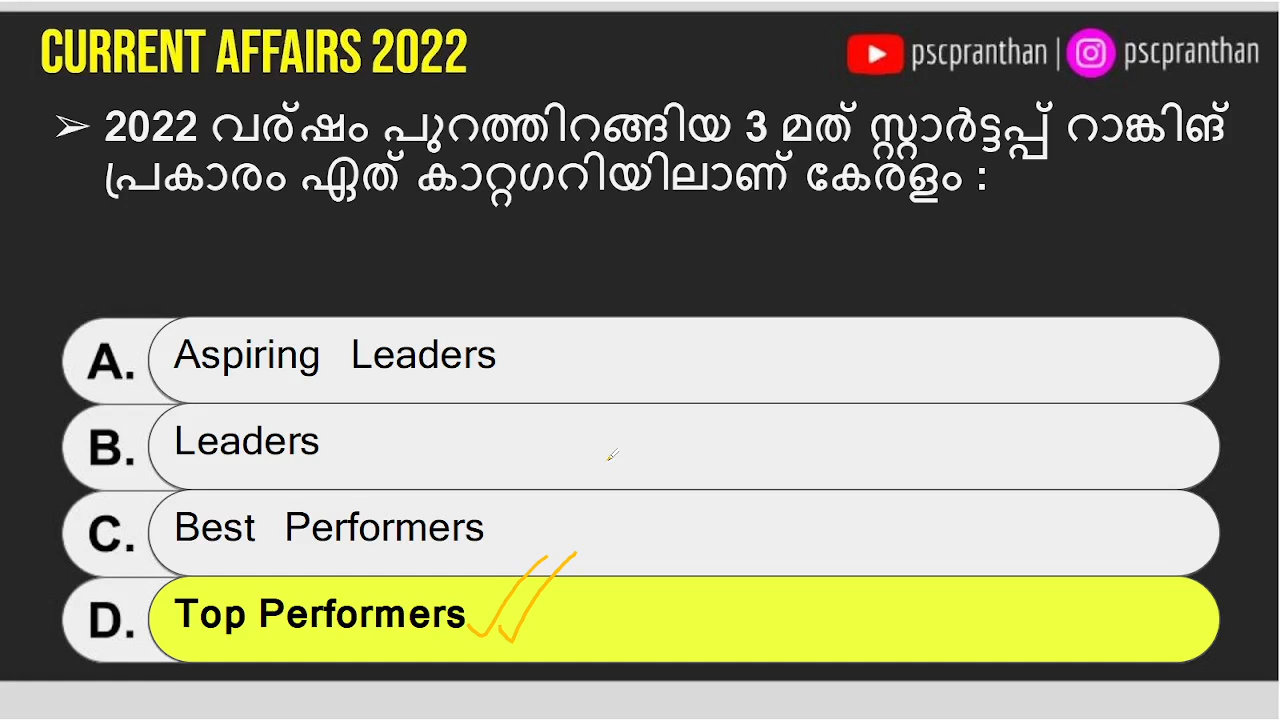 CURRENT AFFAIRS 2022
pscpranthan | pscpranthan
➢ 2022 വര്ഷം പുറത്തിറങ്ങിയ 3 മത് സ്റ്റാർട്ടപ്പ് റാങ്കിങ്
പ്രകാരം ഏത് കാറ്റഗറിയിലാണ് കേരളം :
A. Aspiring Leaders
B. Leaders
C. Best Performers
D. Top Performers